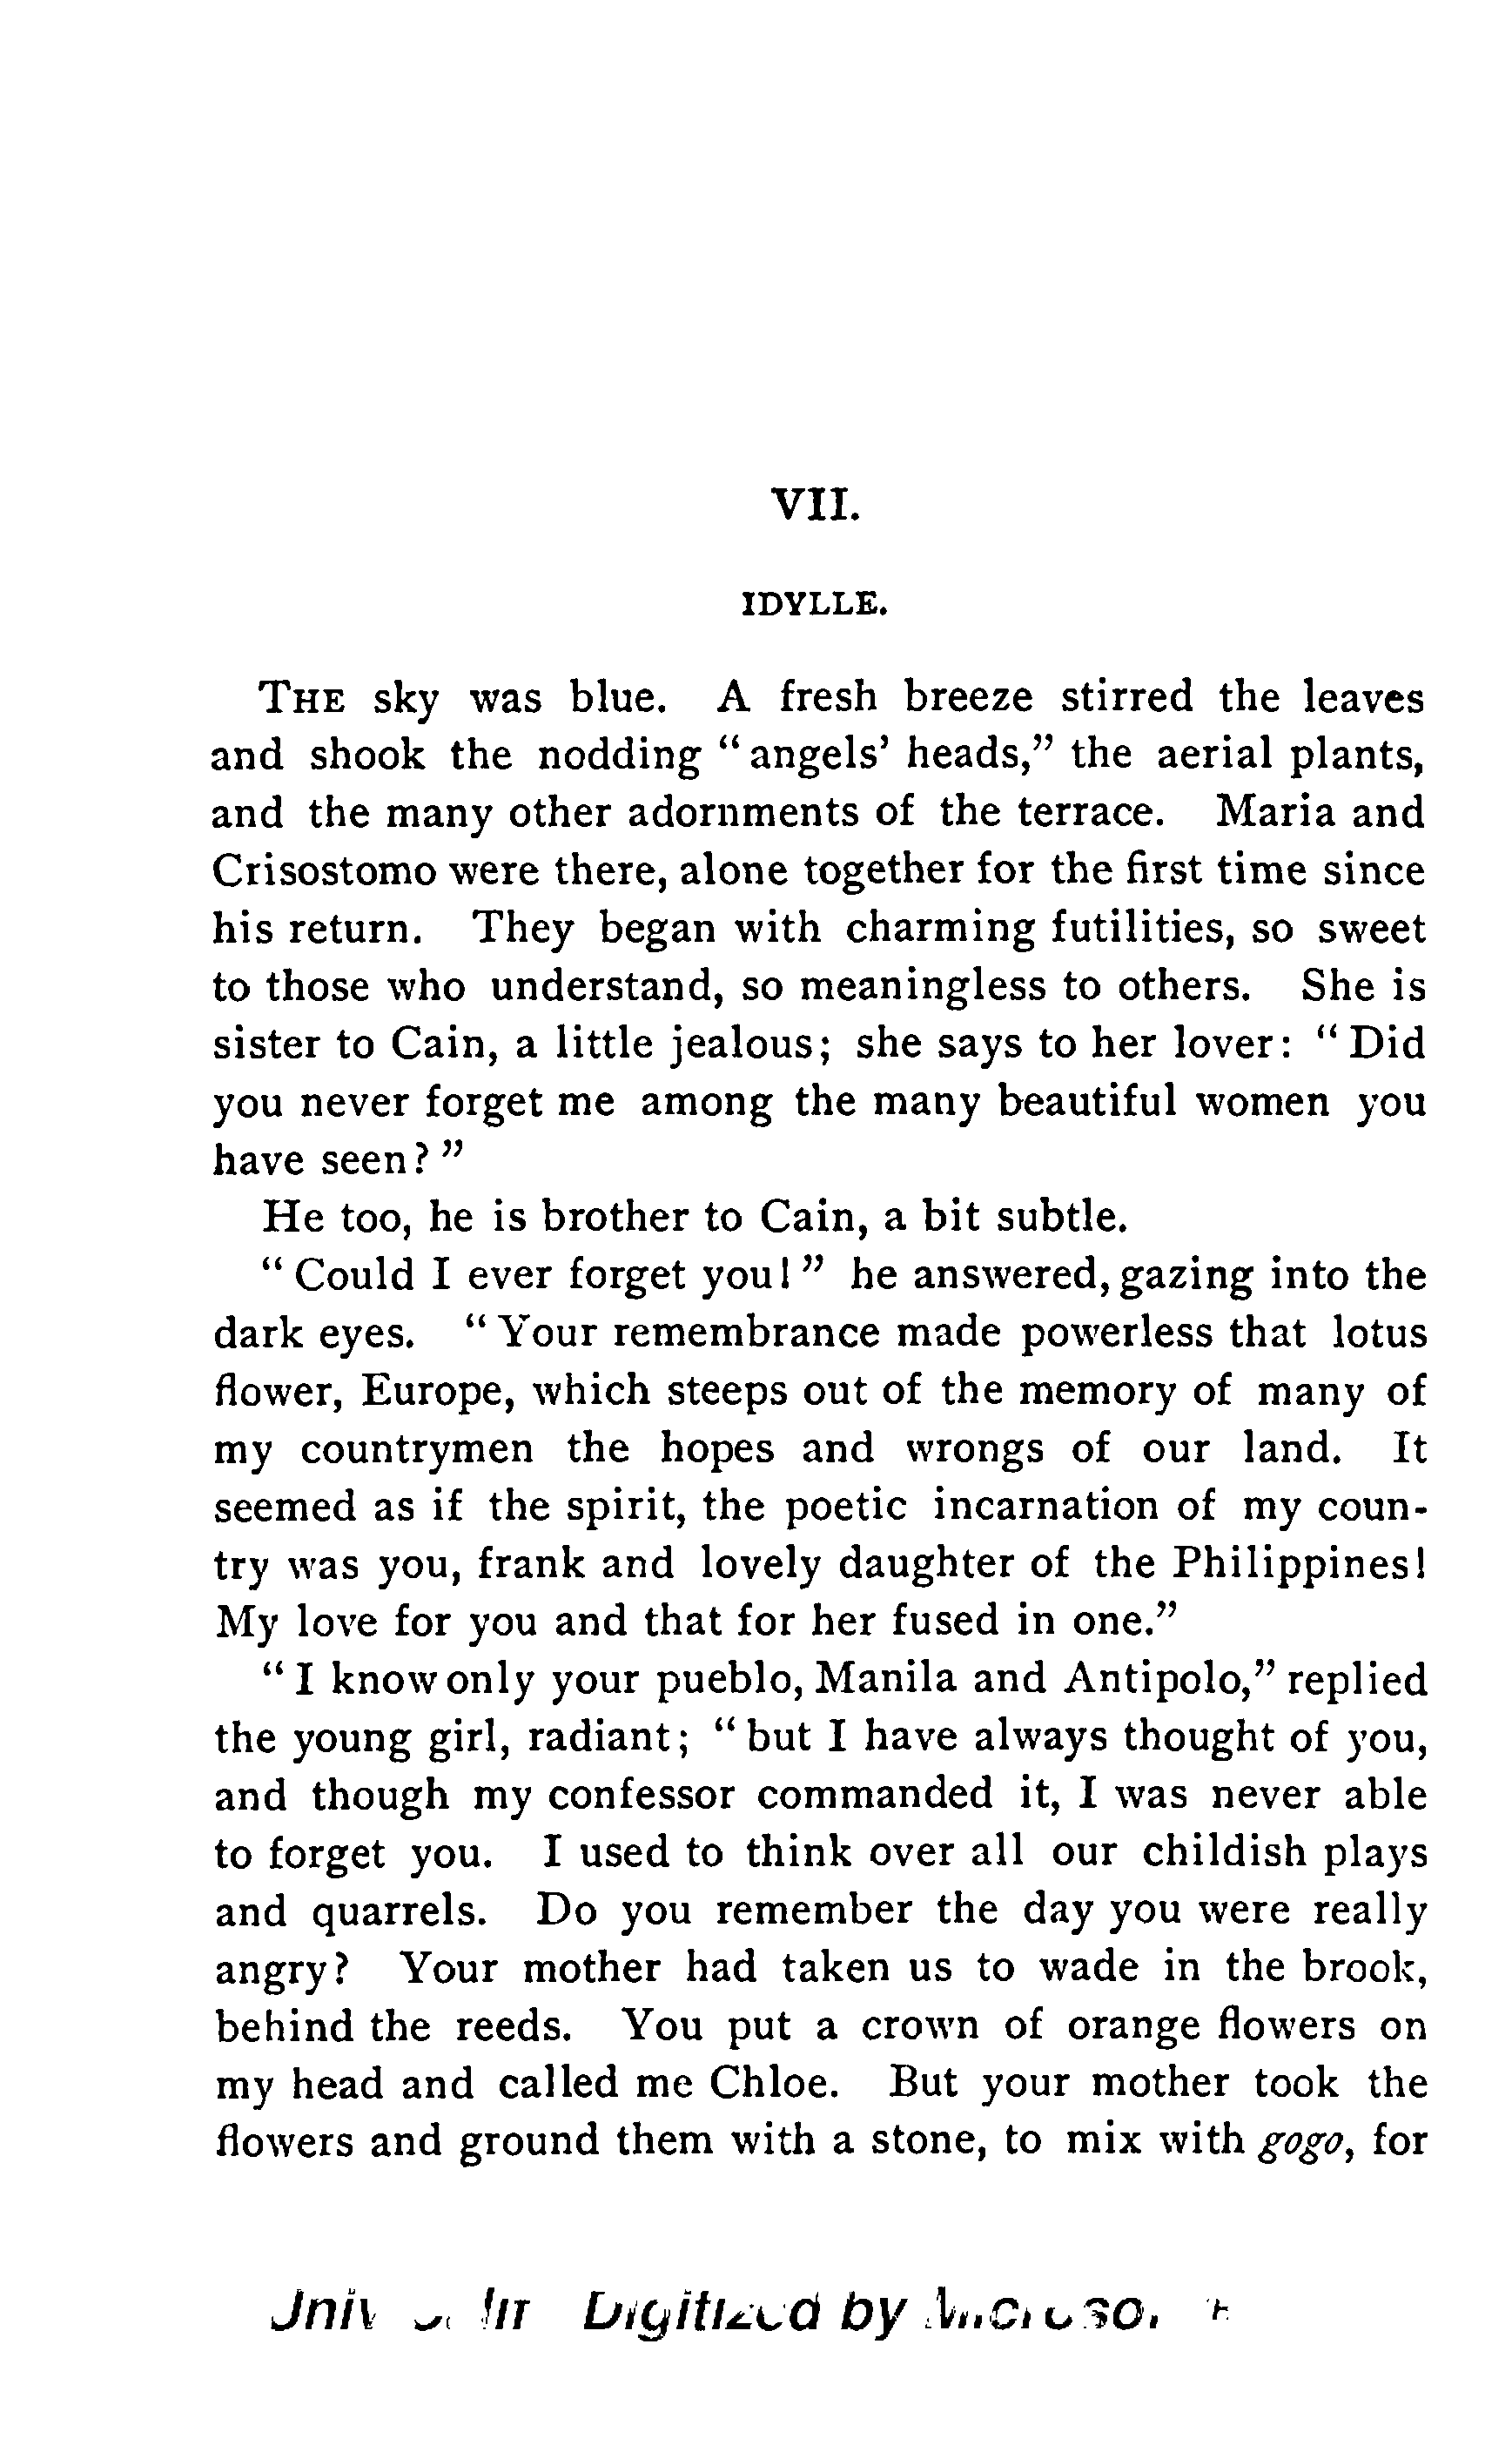 VII.
IDYLLE.
THE sky was blue. A fresh breeze stirred the leaves
and shook the nodding “angels’ heads,” the aerial plants,
and the many other adornments of the terrace. Maria and
Crisostomo were there, alone together for the first time since
his return. They began with charming futilities, so sweet
to those who understand, so meaningless to others. She is
sister to Cain, a little jealous; she says to her lover: “Did
you never forget me among the many beautiful women you
have seen?”
He too, he is brother to Cain, a bit subtle.
“Could I ever forget you!” he answered, gazing into the
dark eyes. “Your remembrance made powerless that lotus
flower, Europe, which steeps out of the memory of many of
my countrymen the hopes and wrongs of our land. It
seemed as if the spirit, the poetic incarnation of my coun-
try was you, frank and lovely daughter of the Philippines!
My love for you and that for her fused in one.”
“I know only your pueblo, Manila and Antipolo,” replied
the young girl, radiant; “but I have always thought of you,
and though my confessor commanded it, I was never able
to forget you. I used to think over all our childish plays
and quarrels. Do you remember the day you were really
angry? Your mother had taken us to wade in the brook,
behind the reeds. You put a crown of orange flowers on
my head and called me Chloe. But your mother took the
flowers and ground them with a stone, to mix with gogo, for
Digitized by